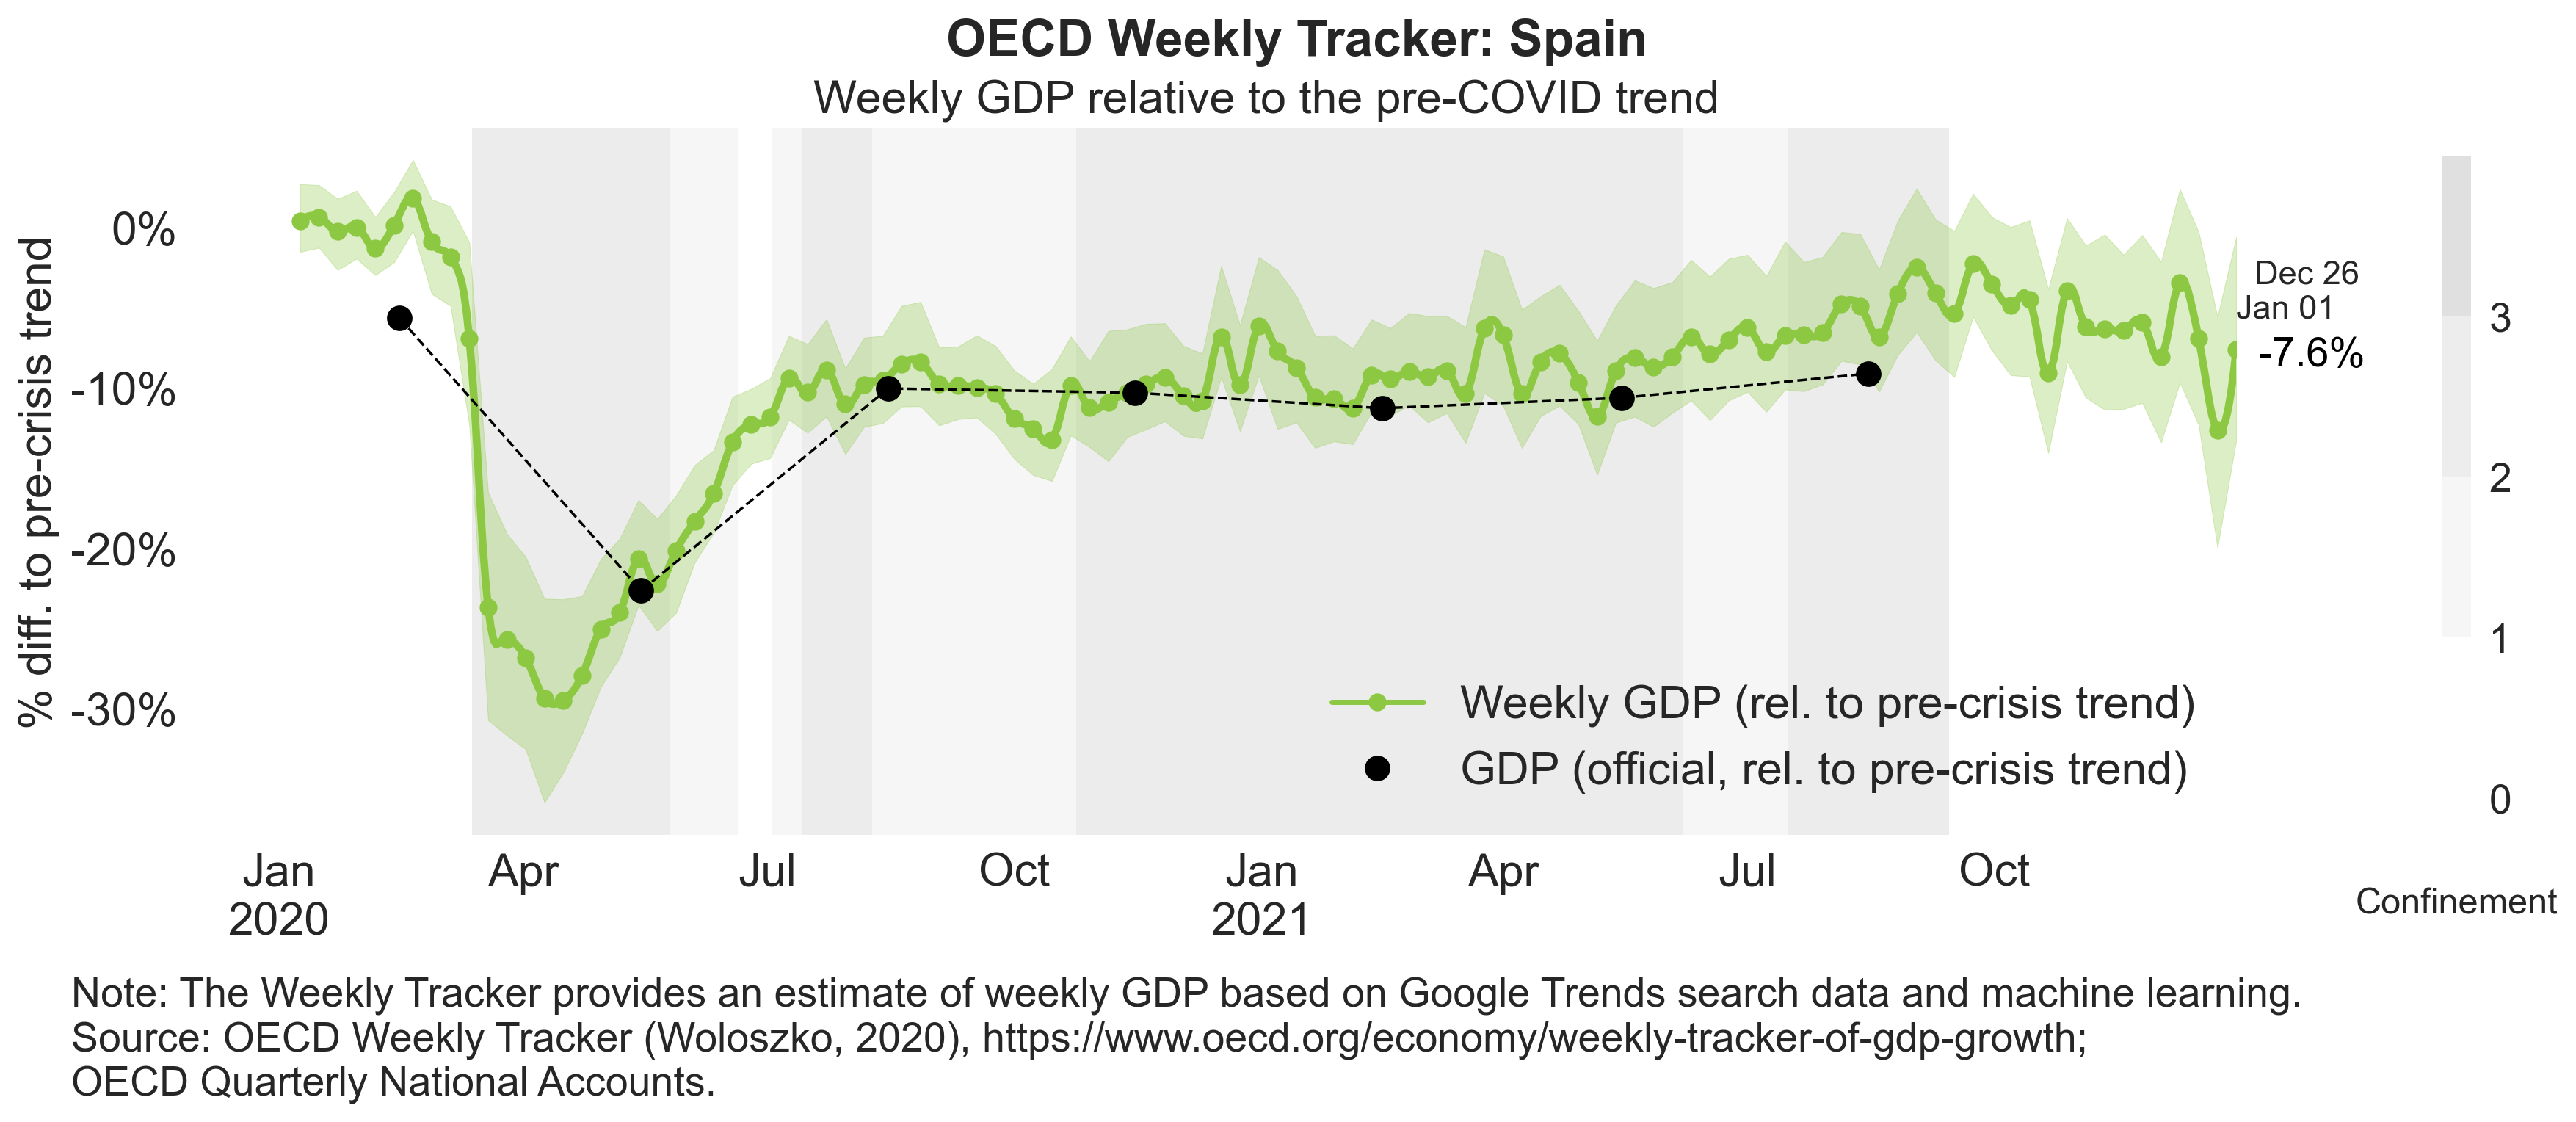 OECD Weekly Tracker: Spain
Weekly GDP relative to the pre-COVID trend
% diff. to pre-crisis trend
0%
-10%
-20%
-30%
Dec 26
Jan 01
-7.6%
3
2
1
0
Confinement
Weekly GDP (rel. to pre-crisis trend)
GDP (official, rel. to pre-crisis trend)
Jan Apr Jul Oct Jan Apr Jul Oct
2020 2021
Note: The Weekly Tracker provides an estimate of weekly GDP based on Google Trends search data and machine learning.
Source: OECD Weekly Tracker (Woloszko, 2020), https://www.oecd.org/economy/weekly-tracker-of-gdp-growth;
OECD Quarterly National Accounts.